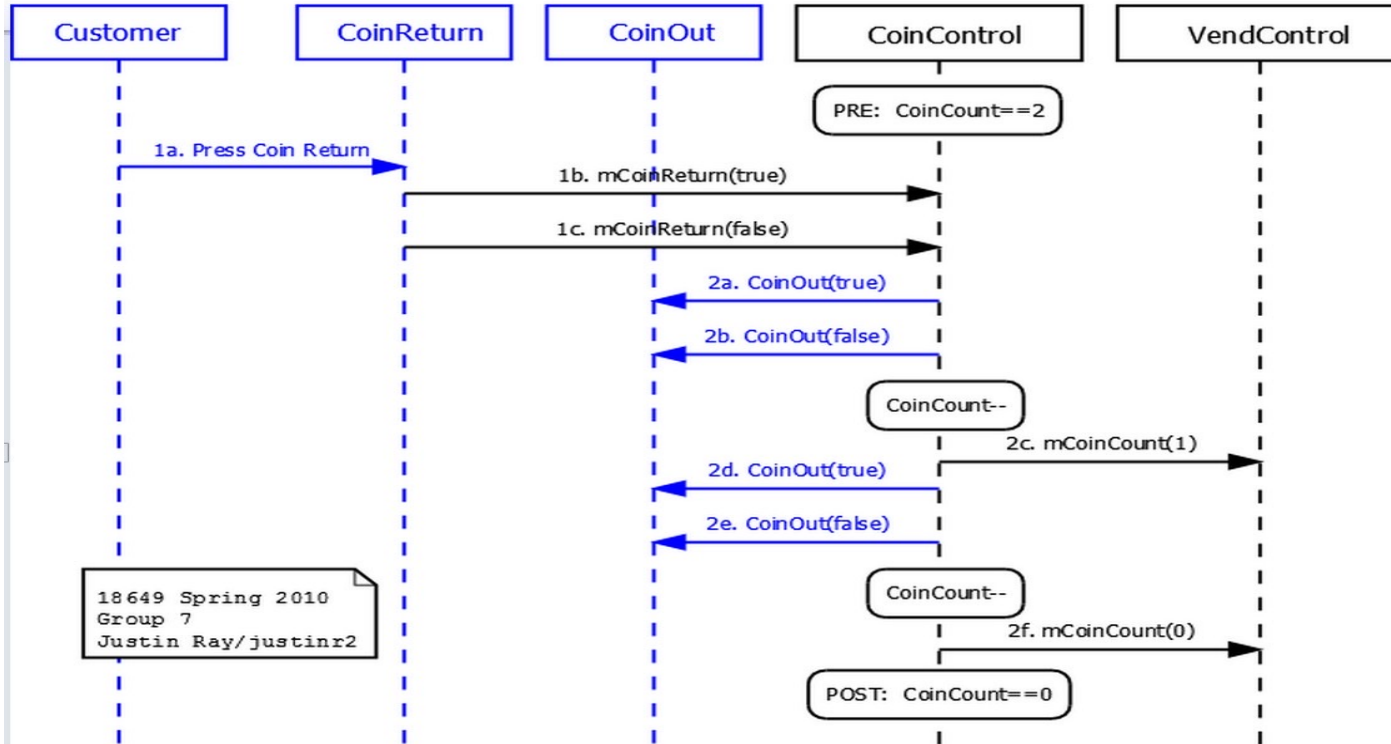 Customer
CoinReturn
CoinOut
CoinControl
VendControl
PRE: CoinCount==2
1a. Press Coin Return
1b. mCoinReturn(true)
1c. mCoinReturn(false)
2a. CoinOut(true)
2b. CoinOut(false)
CoinCount--
2c. mCoinCount(1)
2d. CoinOut(true)
2e. CoinOut(false)
18649 Spring 2010
Group 7
Justin Ray/justinr2
CoinCount--
2f. mCoinCount(0)
POST: CoinCount==0